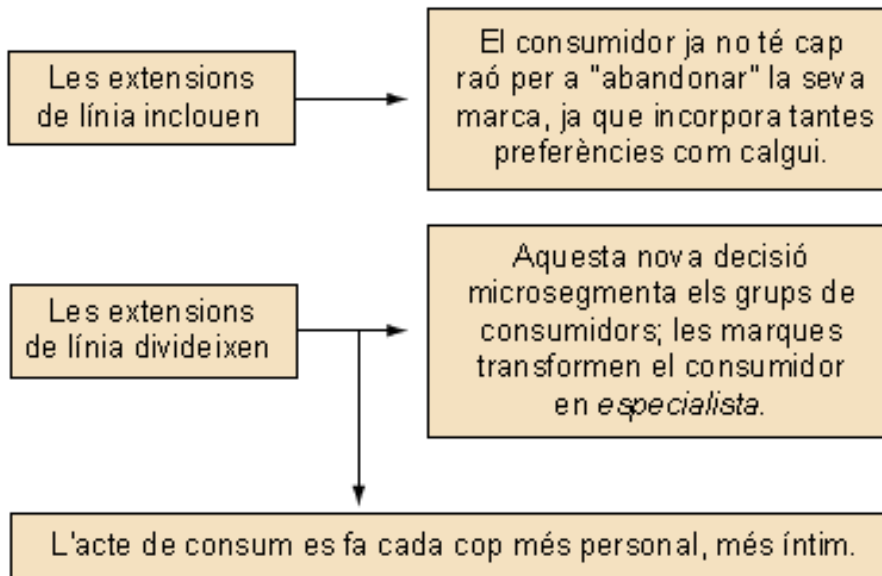 Les extensions
de línia inclouen
El consumidor ja no té cap
raó per a "abandonar" la seva
marca, ja que incorpora tantes
preferències com calgui.
Les extensions
de línia divideixen
Aquesta nova decisió
microsegmenta els grups de
consumidors; les marques
transformen el consumidor
en especialista.
L'acte de consum es fa cada cop més personal, més íntim.